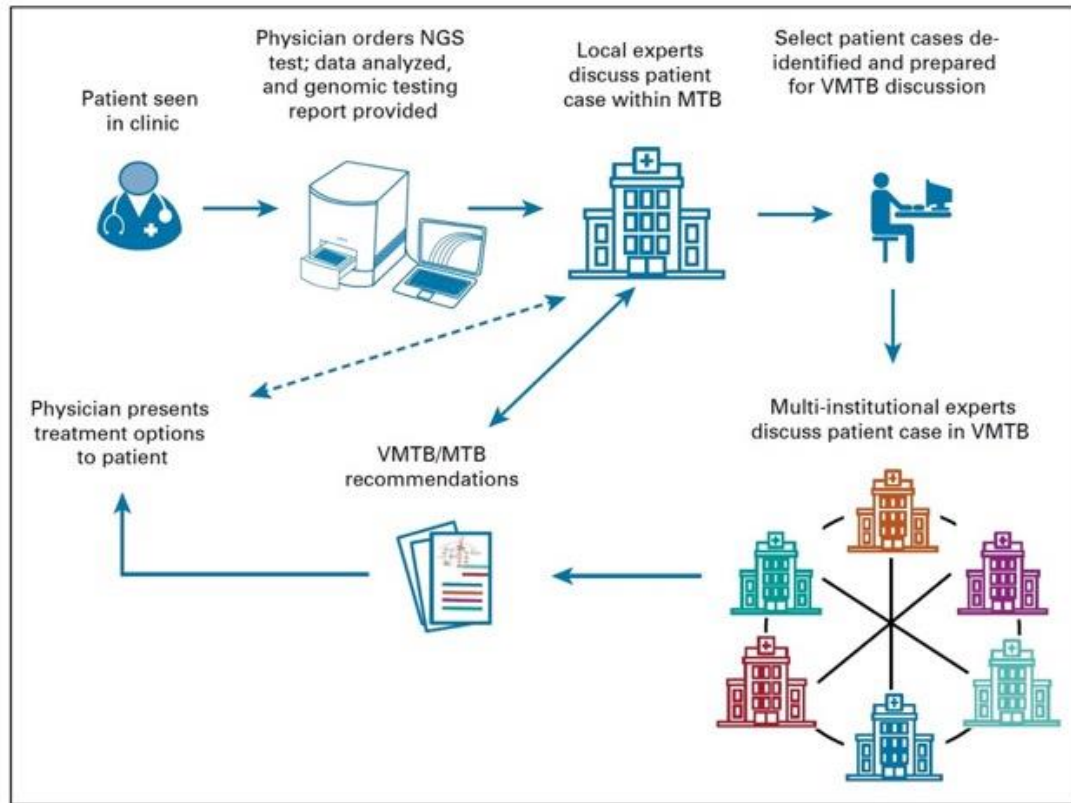 Patient seen
in clinic
Physician orders NGS
test; data analyzed,
and genomic testing
report provided
Local experts
discuss patient
case within MTB
Select patient cases de-
identified and prepared
for VMTB discussion
Multi-institutional experts
discuss patient case in VMTB
VMTB/MTB
recommendations
Physician presents
treatment options
to patient